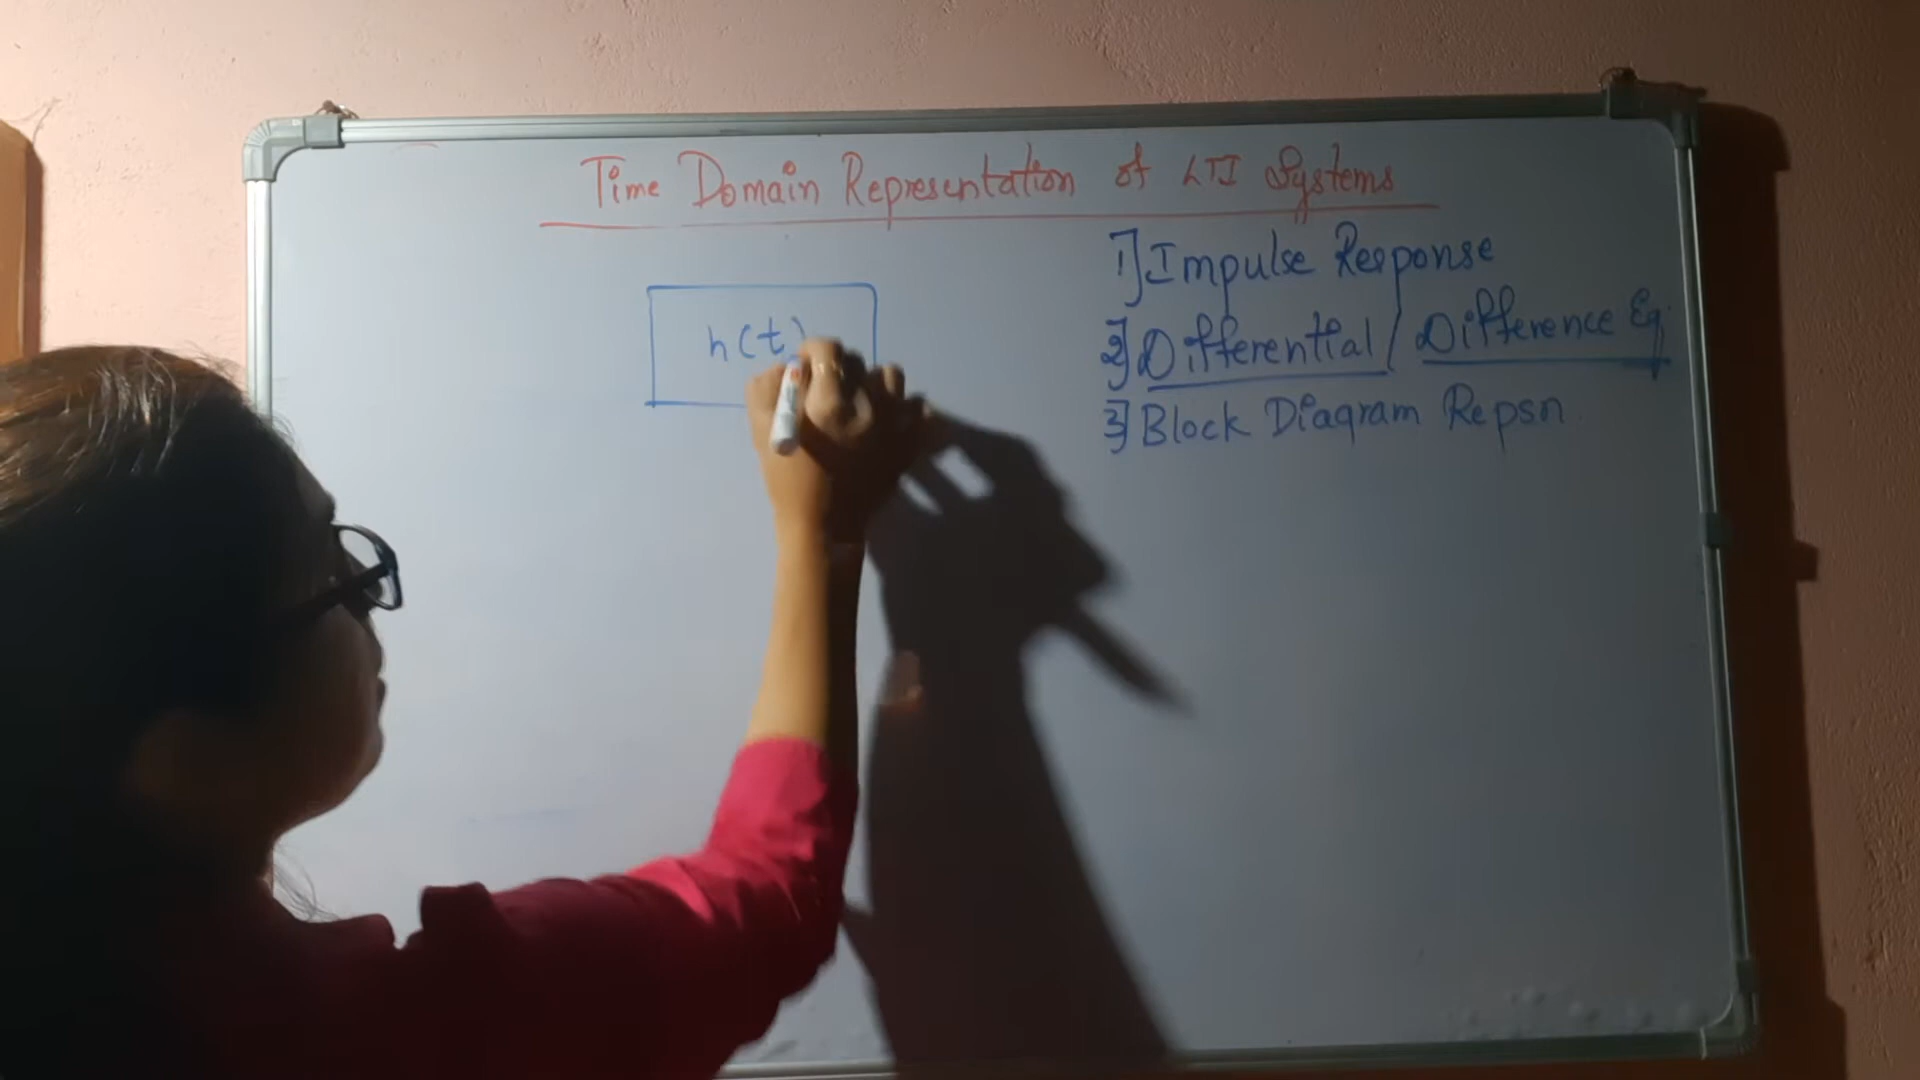 Time Domain Representation of LTI Systems
h(t)
1] Impulse Response
2] Differential / Difference Eq.
3] Block Diagram Repsn